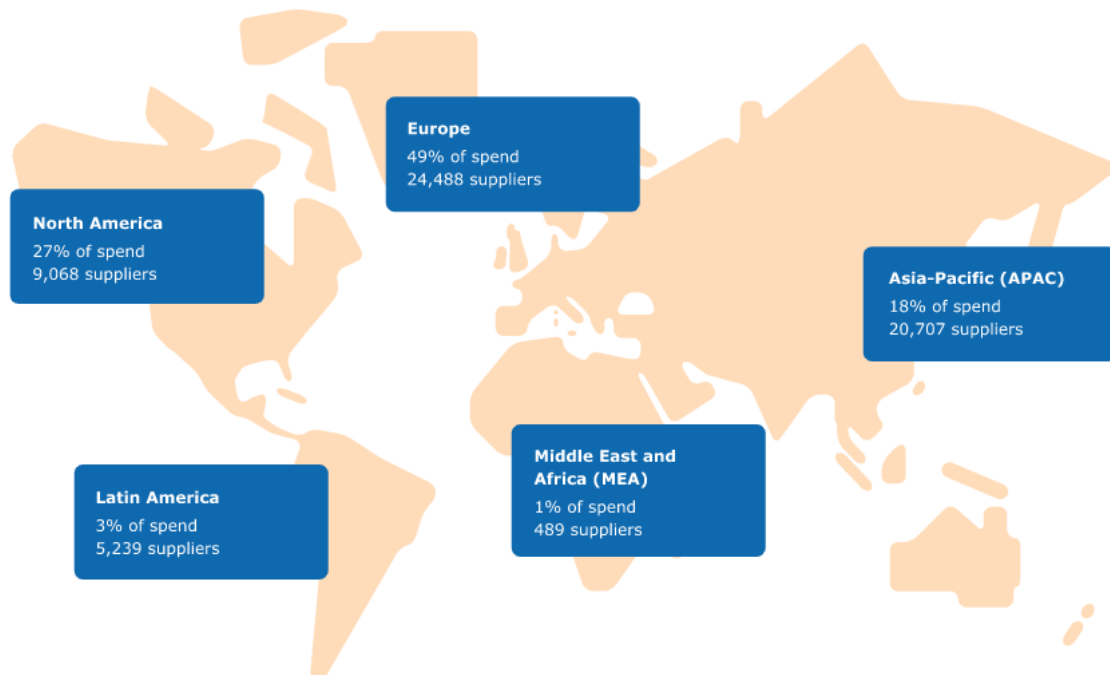 Europe
49% of spend
24,488 suppliers
North America
27% of spend
9,068 suppliers
Asia-Pacific (APAC)
18% of spend
20,707 suppliers
Middle East and
Africa (MEA)
1% of spend
489 suppliers
Latin America
3% of spend
5,239 suppliers